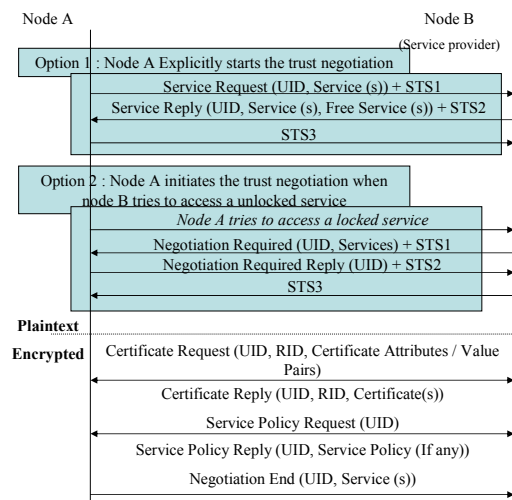 Node A
Node B
(Service provider)
Option 1 : Node A Explicitly starts the trust negotiation
Service Request (UID, Service (s)) + STS1
Service Reply (UID, Service (s), Free Service (s)) + STS2
STS3
Option 2 : Node A initiates the trust negotiation when
node B tries to access a unlocked service
Node A tries to access a locked service
Negotiation Required (UID, Services) + STS1
Negotiation Required Reply (UID) + STS2
STS3
Plaintext
Encrypted
Certificate Request (UID, RID, Certificate Attributes / Value
Pairs)
Certificate Reply (UID, RID, Certificate(s))
Service Policy Request (UID)
Service Policy Reply (UID, Service Policy (If any))
Negotiation End (UID, Service (s))